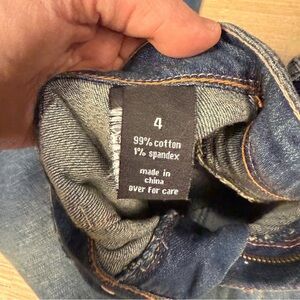 4
99% cotton
1% spandex
made in
china
over for care